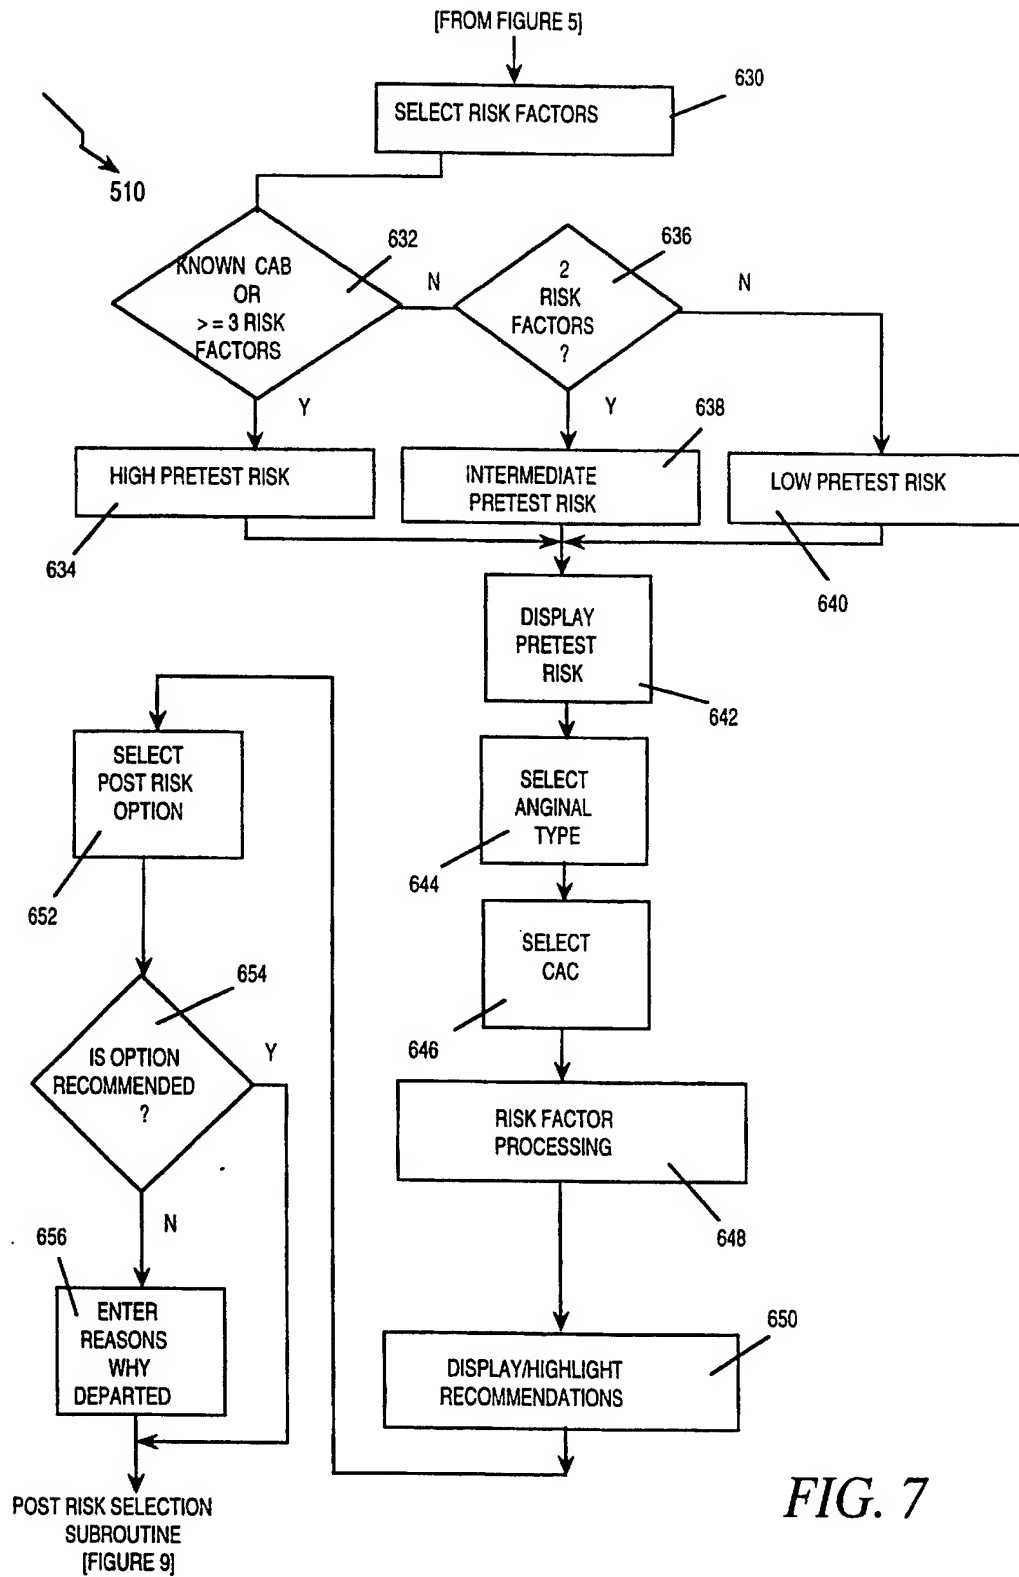 [FROM FIGURE 5]
630
SELECT RISK FACTORS
510
632
KNOWN CAB
OR
>= 3 RISK
FACTORS
N
636
2
RISK
FACTORS
?
N
Y
Y
638
HIGH PRETEST RISK
INTERMEDIATE
PRETEST RISK
LOW PRETEST RISK
634
640
DISPLAY
PRETEST
RISK
642
SELECT
ANGINAL
TYPE
644
SELECT
CAC
646
RISK FACTOR
PROCESSING
648
650
DISPLAY/HIGHLIGHT
RECOMMENDATIONS
SELECT
POST RISK
OPTION
652
654
IS OPTION
RECOMMENDED
?
Y
N
656
ENTER
REASONS
WHY
DEPARTED
POST RISK SELECTION
SUBROUTINE
[FIGURE 9]
FIG. 7